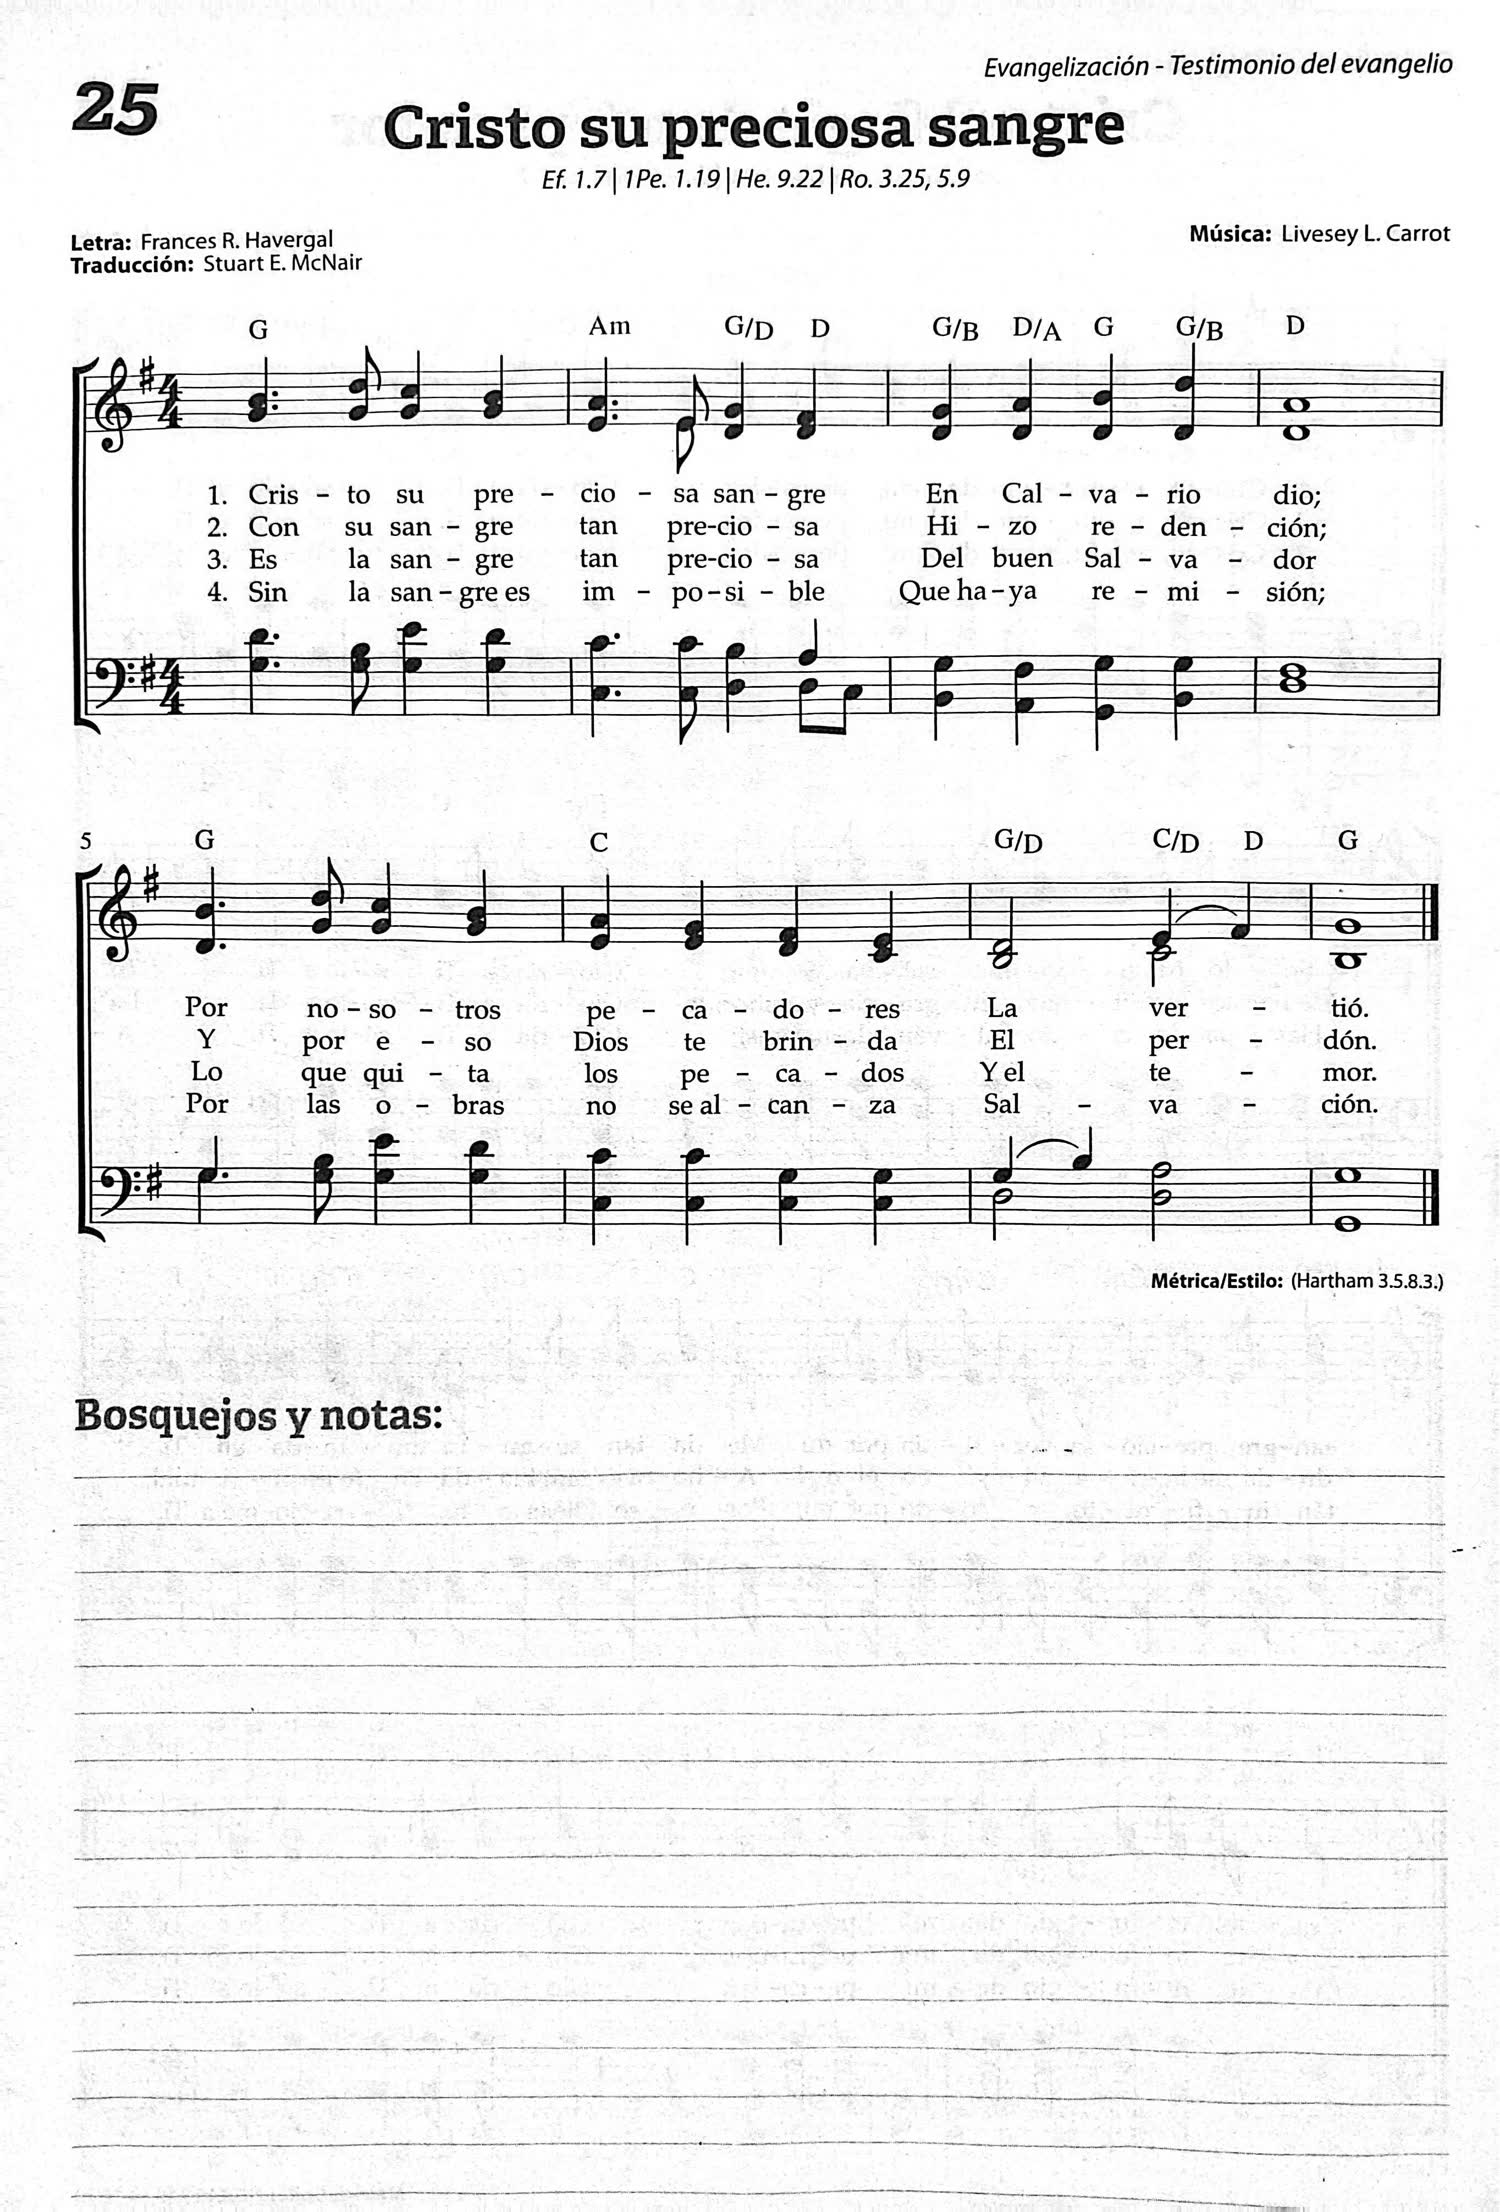 Evangelización - Testimonio del evangelio
25
Cristo su preciosa sangre
Ef. 1.7 | 1Pe. 1.19 | He. 9.22 | Ro. 3.25, 5.9
Letra: Frances R. Havergal
Música: Livesey L. Carrot
Traducción: Stuart E. McNair
G Am G/D D G/B D/A G G/B D
4 4
1. Cris – to su pre – cio – sa san – gre En Cal – va – rio dio;
2. Con su san – gre tan pre – cio – sa Hi – zo re – den – ción;
3. Es la san – gre tan pre – cio – sa Del buen Sal – va – dor
4. Sin la san – gre es im – po – si – ble Que ha – ya re – mi – sión;
4 4
5 G C G/D C/D D G
Por no – so – tros pe – ca – do – res La ver – tió.
Y por e – so Dios te brin – da El per – dón.
Lo que qui – ta los pe – ca – dos Y el te – mor.
Por las o – bras no se al – can – za Sal – va – ción.
Métrica/Estilo: (Hartham 3.5.8.3.)
Bosquejos y notas: